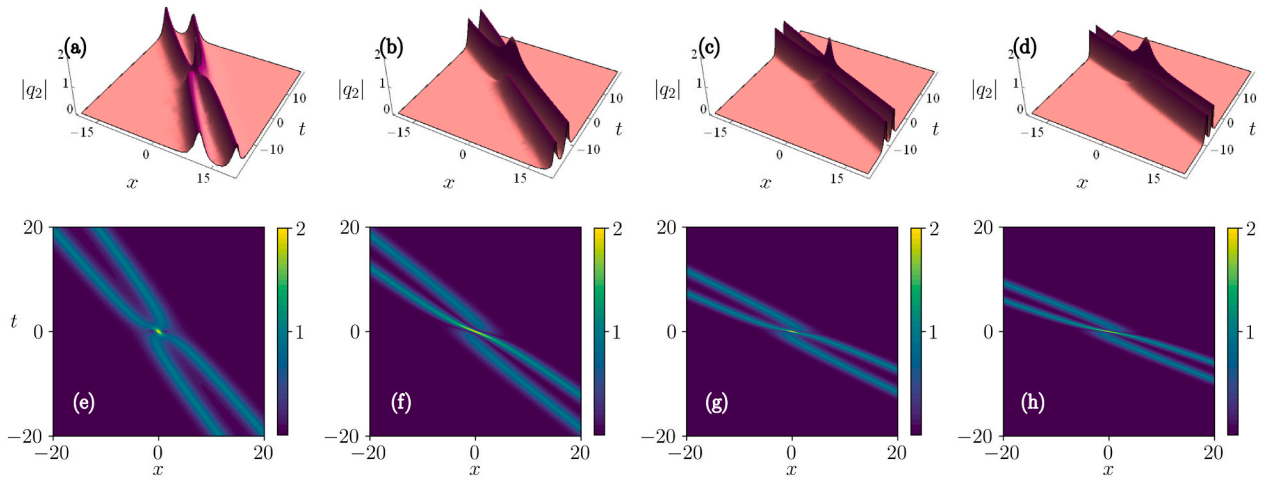 (a) (b) (c) (d)
2 2 2 2
|q₂| 1 |q₂| 1 |q₂| 1 |q₂| 1
0 0 0 0
10 10 10 10
0 t 0 t 0 t 0 t
−15 −10 −15 −10 −15 −10 −15 −10
0 0 0 0
x 15 x 15 x 15 x 15
20 2 20 2 20 2 20 2
t 0 1 0 1 0 1 0 1
(e) (f) (g) (h)
−20 −20 −20 −20
−20 0 20 −20 0 20 −20 0 20 −20 0 20
x x x x